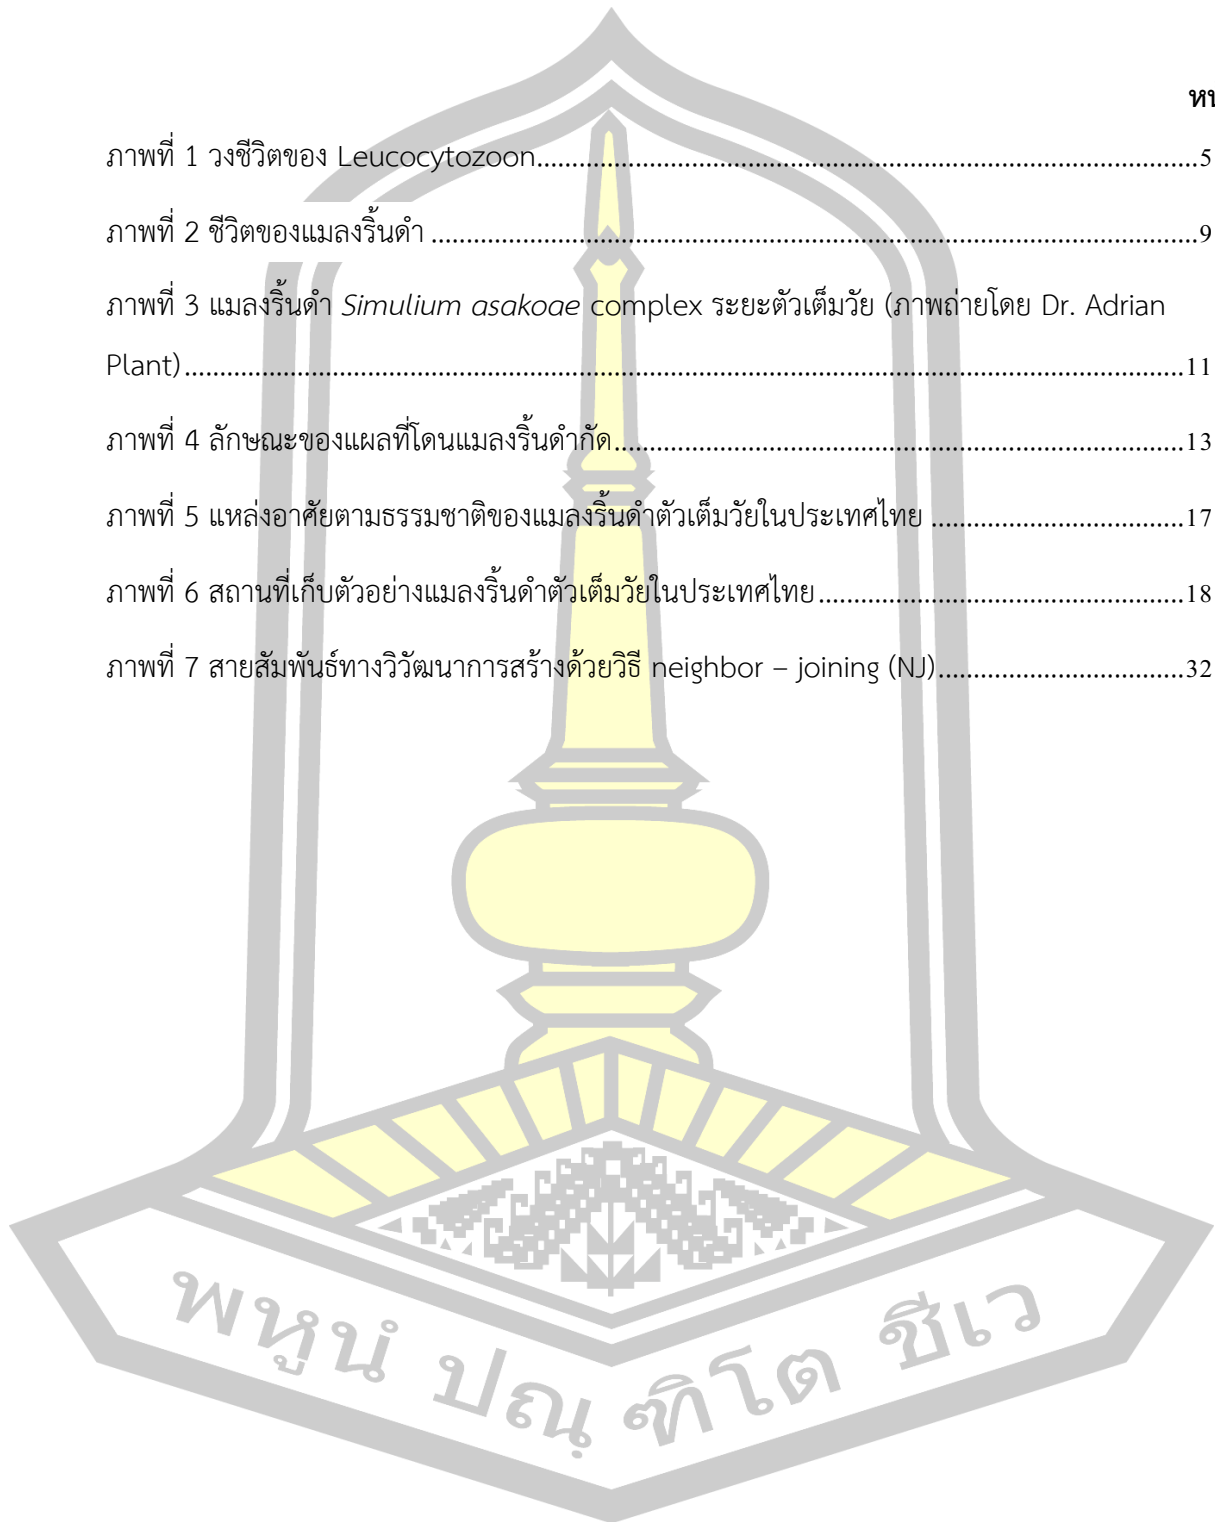 ภาพที่ 1 วงชีวิตของ Leucocytozoon..........5
ภาพที่ 2 ชีวิตของแมลงริ้นดำ..........9
ภาพที่ 3 แมลงริ้นดำ Simulium asakoae complex ระยะตัวเต็มวัย (ภาพถ่ายโดย Dr. Adrian
Plant)..........11
ภาพที่ 4 ลักษณะของแผลที่โดนแมลงริ้นดำกัด..........13
ภาพที่ 5 แหล่งอาศัยตามธรรมชาติของแมลงริ้นดำตัวเต็มวัยในประเทศไทย..........17
ภาพที่ 6 สถานที่เก็บตัวอย่างแมลงริ้นดำตัวเต็มวัยในประเทศไทย..........18
ภาพที่ 7 สายสัมพันธ์ทางวิวัฒนาการสร้างด้วยวิธี neighbor – joining (NJ)..........32
พหูนํ ปณฺ ฑิโต ชีเว